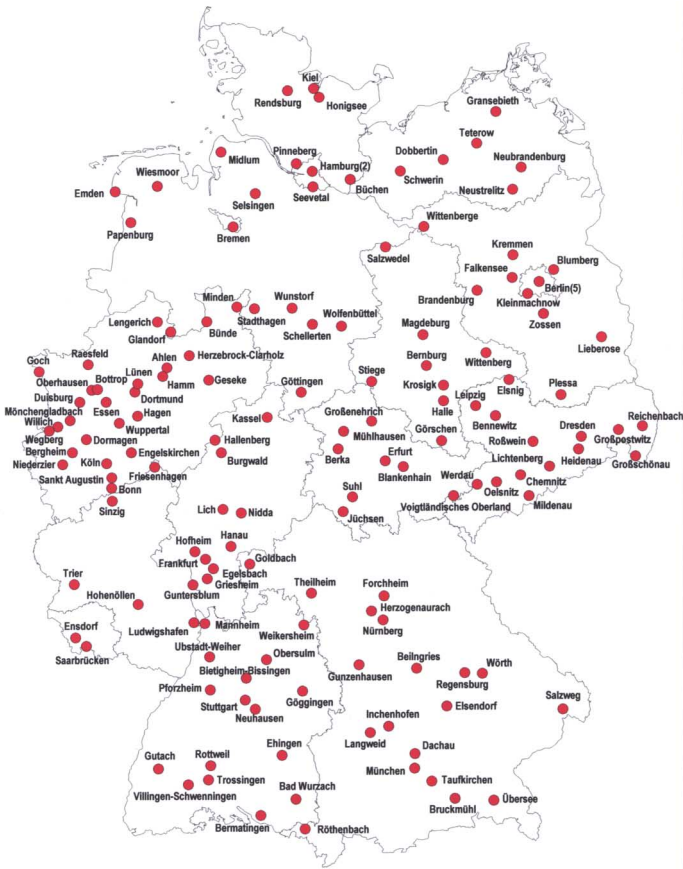 Kiel
Rendsburg
Honigsee
Gransebieth
Teterow
Dobbertin
Neubrandenburg
Schwerin
Neustrelitz
Midlum
Pinneberg
Hamburg(2)
Büchen
Seevetal
Wiesmoor
Emden
Selsingen
Papenburg
Bremen
Wittenberge
Salzwedel
Kremmen
Blumberg
Falkensee
Berlin(5)
Brandenburg
Kleinmachnow
Zossen
Minden
Wunstorf
Wolfenbüttel
Lengerich
Bünde
Stadthagen
Schellerten
Glandorf
Magdeburg
Lieberose
Raesfeld
Ahlen
Herzebrock-Clarholz
Goch
Lünen
Bernburg
Wittenberg
Oberhausen
Bottrop
Hamm
Geseke
Göttingen
Stiege
Krosigk
Elsnig
Plessa
Duisburg
Dortmund
Leipzig
Mönchengladbach
Essen
Hagen
Kassel
Großenehrich
Halle
Bennewitz
Willich
Wuppertal
Mühlhausen
Reichenbach
Wegberg
Dormagen
Hallenberg
Görschen
Roßwein
Dresden
Großpostwitz
Bergheim
Engelskirchen
Burgwald
Berka
Erfurt
Heidenau
Niederzier
Köln
Friesenhagen
Blankenhain
Lichtenberg
Großschönau
Sankt Augustin
Werdau
Chemnitz
Bonn
Suhl
Oelsnitz
Sinzig
Lich
Nidda
Jüchsen
Voigtländisches Oberland
Mildenau
Hofheim
Hanau
Frankfurt
Goldbach
Egelsbach
Trier
Griesheim
Guntersblum
Theilheim
Forchheim
Hohenöllen
Herzogenaurach
Ensdorf
Ludwigshafen
Mannheim
Weikersheim
Nürnberg
Saarbrücken
Ubstadt-Weiher
Obersulm
Beilngries
Bietigheim-Bissingen
Gunzenhausen
Wörth
Regensburg
Pforzheim
Salzweg
Stuttgart
Göggingen
Elsendorf
Neuhausen
Inchenhofen
Langweid
Ehingen
Dachau
Gutach
Rottweil
München
Trossingen
Taufkirchen
Villingen-Schwenningen
Bad Wurzach
Bruckmühl
Übersee
Bermatingen
Röthenbach